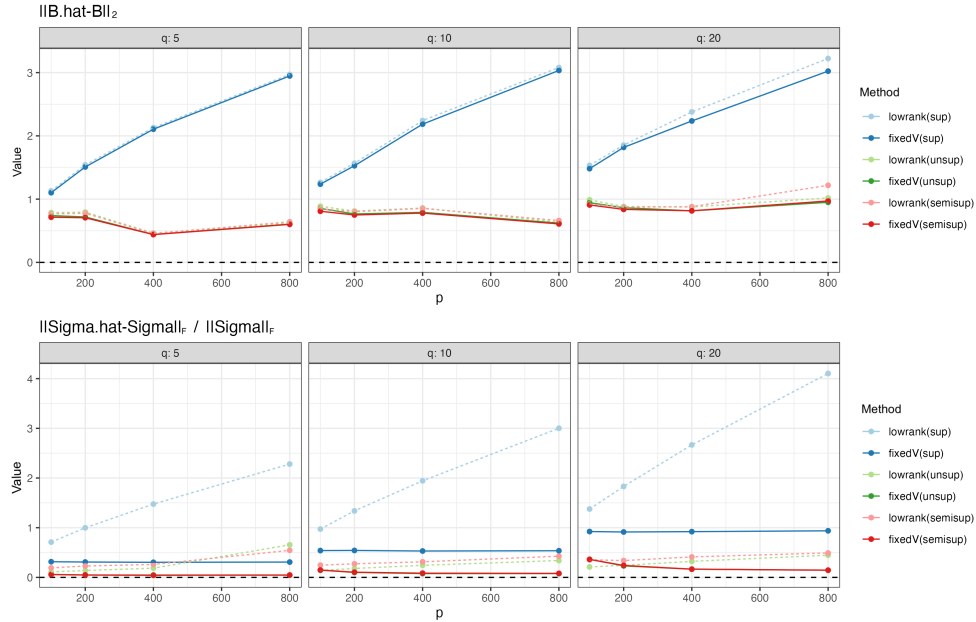 ||B.hat-B||₂
q: 5
q: 10
q: 20
Value
3
2
1
0
200 400 600 800
200 400 600 800
200 400 600 800
p
Method
lowrank(sup)
fixedV(sup)
lowrank(unsup)
fixedV(unsup)
lowrank(semisup)
fixedV(semisup)
||Sigma.hat-Sigma||F / ||Sigma||F
q: 5
q: 10
q: 20
Value
4
3
2
1
0
200 400 600 800
200 400 600 800
200 400 600 800
p
Method
lowrank(sup)
fixedV(sup)
lowrank(unsup)
fixedV(unsup)
lowrank(semisup)
fixedV(semisup)